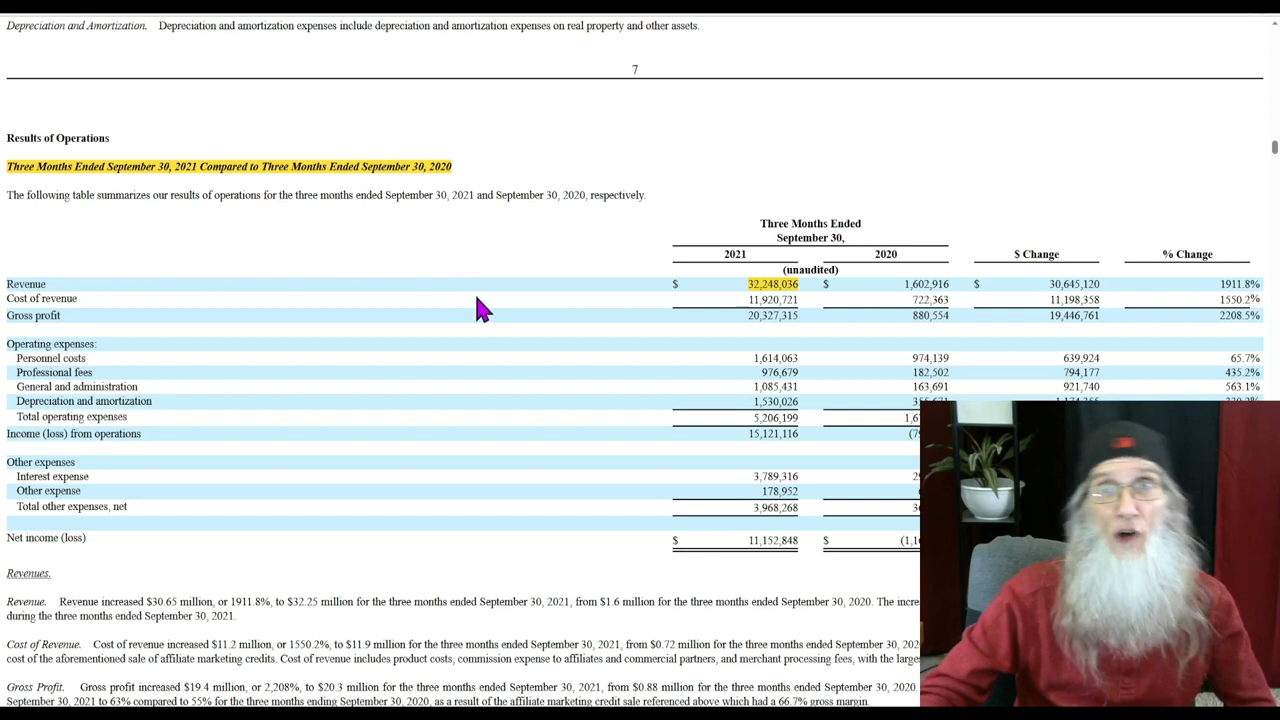 Depreciation and Amortization. Depreciation and amortization expenses include depreciation and amortization expenses on real property and other assets.
7
Results of Operations
Three Months Ended September 30, 2021 Compared to Three Months Ended September 30, 2020
The following table summarizes our results of operations for the three months ended September 30, 2021 and September 30, 2020, respectively.
Three Months Ended
September 30,
2021 2020 $ Change % Change
(unaudited)
Revenue $ 32,248,036 $ 1,602,916 $ 30,645,120 1911.8%
Cost of revenue 11,920,721 722,363 11,198,358 1550.2%
Gross profit 20,327,315 880,554 19,446,761 2208.5%
Operating expenses:
Personnel costs 1,614,063 974,139 639,924 65.7%
Professional fees 976,679 182,502 794,177 435.2%
General and administration 1,085,431 163,691 921,740 563.1%
Depreciation and amortization 1,530,026
Total operating expenses 5,206,199 1,6
Income (loss) from operations 15,121,116 (7
Other expenses
Interest expense 3,789,316 2
Other expense 178,952
Total other expenses, net 3,968,268 3
Net income (loss) $ 11,152,848 $ (1,1
Revenues.
Revenue. Revenue increased $30.65 million, or 1911.8%, to $32.25 million for the three months ended September 30, 2021, from $1.6 million for the three months ended September 30, 2020. The incre
during the three months ended September 30, 2021.
Cost of Revenue. Cost of revenue increased $11.2 million, or 1550.2%, to $11.9 million for the three months ended September 30, 2021, from $0.72 million for the three months ended September 30, 202
cost of the aforementioned sale of affiliate marketing credits. Cost of revenue includes product costs, commission expense to affiliates and commercial partners, and merchant processing fees, with the large
Gross Profit. Gross profit increased $19.4 million, or 2,208%, to $20.3 million for the three months ended September 30, 2021, from $0.88 million for the three months ended September 30, 2020.
September 30, 2021 to 63% compared to 55% for the three months ending September 30, 2020, as a result of the affiliate marketing credit sale referenced above which had a 66.7% gross margin.